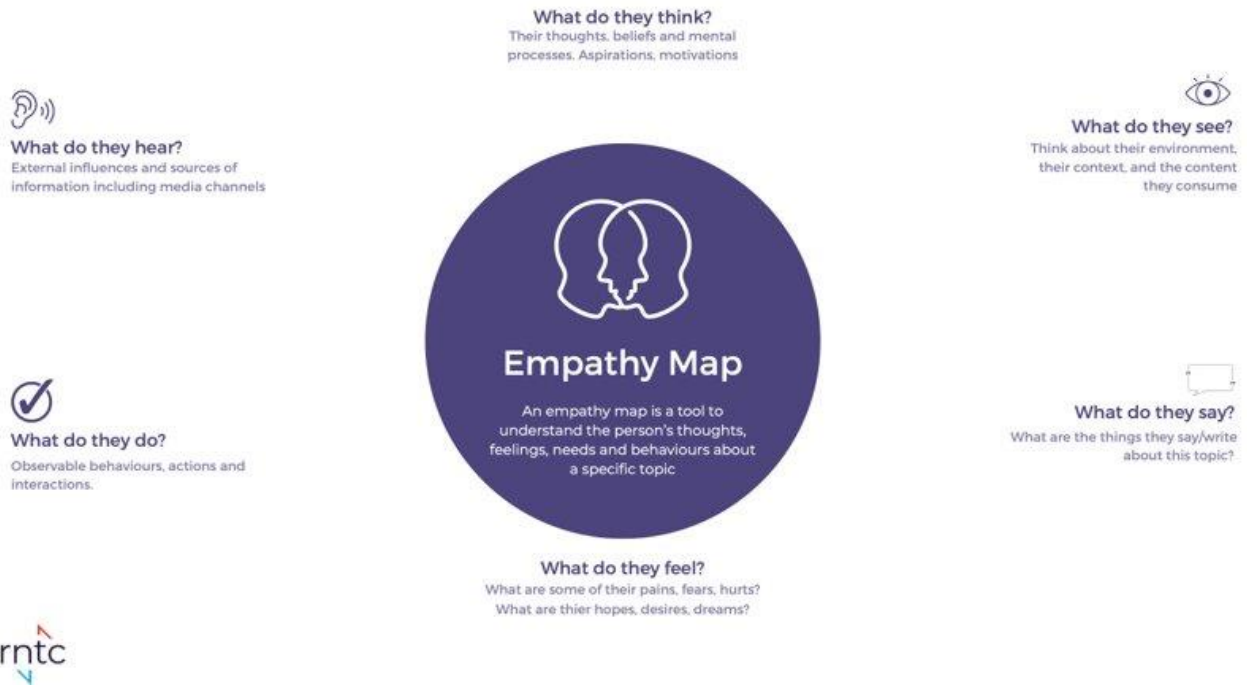 What do they think?
Their thoughts, beliefs and mental
processes. Aspirations, motivations
What do they hear?
External influences and sources of
information including media channels
What do they see?
Think about their environment,
their context, and the content
they consume
Empathy Map
An empathy map is a tool to
understand the person's thoughts,
feelings, needs and behaviours about
a specific topic
What do they do?
Observable behaviours, actions and
interactions.
What do they say?
What are the things they say/write
about this topic?
What do they feel?
What are some of their pains, fears, hurts?
What are thier hopes, desires, dreams?
rntc